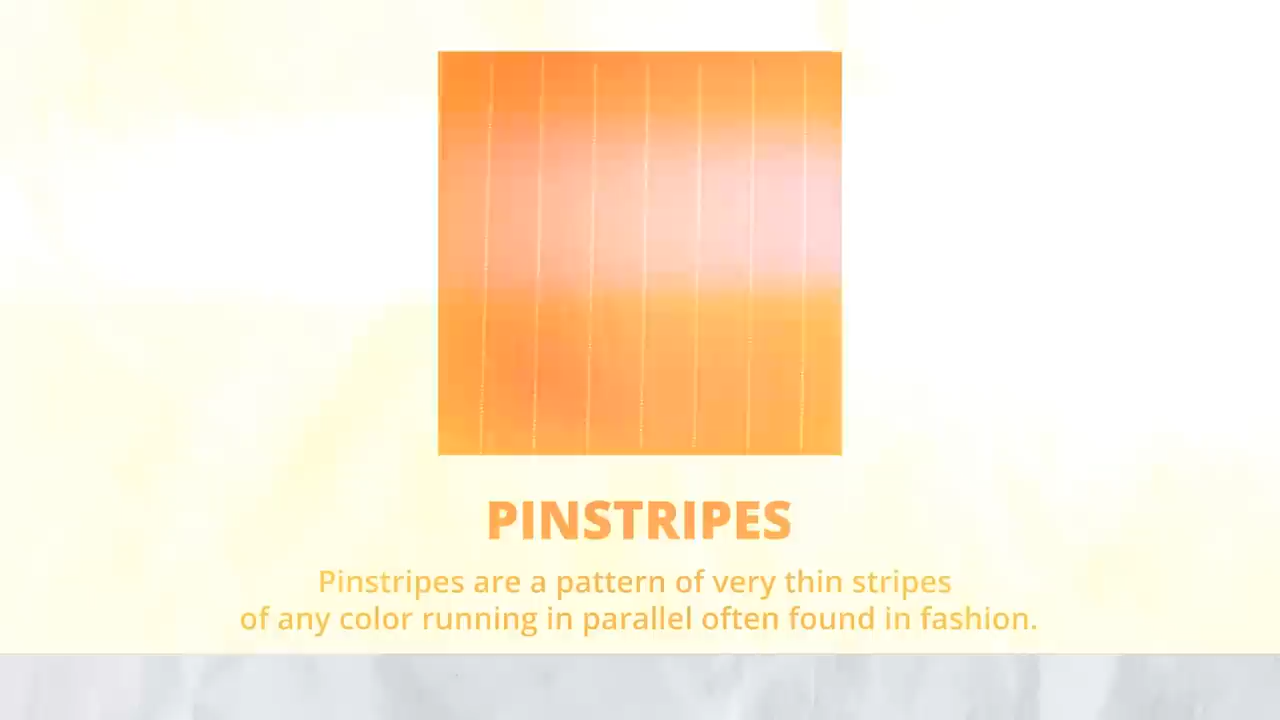 PINSTRIPES
Pinstripes are a pattern of very thin stripes
of any color running in parallel often found in fashion.